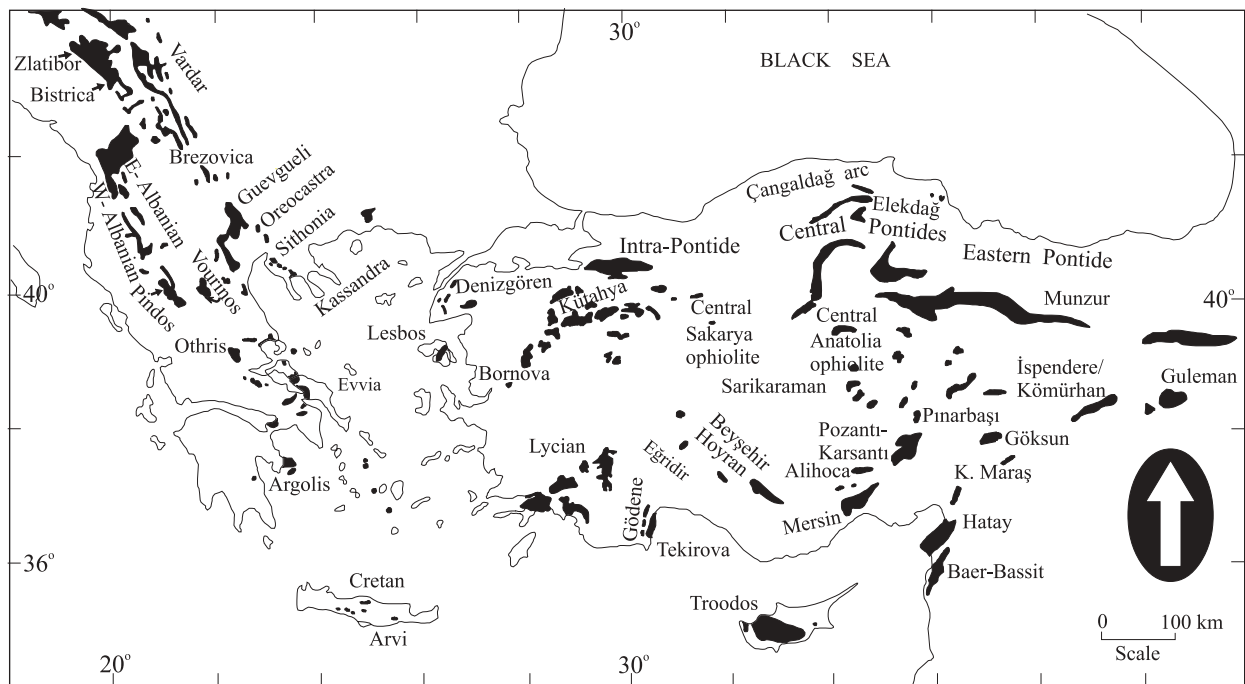 30°
BLACK SEA
Zlatibor
Vardar
Bistrica
Brezovica
Guevgueli
E- Albanian
W- Albanian
Oreocastra
Sithonia
Çangaldağ arc
Elekdağ
Central Pontides
Intra-Pontide
Eastern Pontide
Pindos
Vourinos
Kassandra
40°
Denizgören
Kütahya
Central
Sakarya
ophiolite
Central
Anatolia
ophiolite
Munzur
40°
Othris
Lesbos
Bornova
Evvia
Sarikaraman
İspendere/
Kömürhan
Guleman
Pınarbaşı
Lycian
Eğridir
Beyşehir
Hoyran
Pozantı-
Karsantı
Göksun
Alihoca
K. Maraş
Argolis
Gödene
Mersin
Hatay
Tekirova
36°
Baer-Bassit
Cretan
Troodos
Arvi
0 100 km
Scale
20°
30°